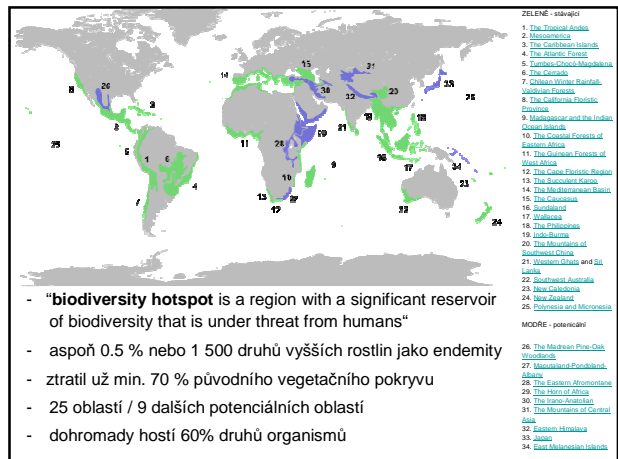 ZELENĚ - stávající
1. The Tropical Andes
2. Mesoamerica
3. The Caribbean Islands
4. The Atlantic Forest
5. Tumbes-Chocó-Magdalena
6. The Cerrado
7. Chilean Winter Rainfall-
Valdivian Forests
8. The California Floristic
Province
9. Madagascar and the Indian
Ocean Islands
10. The Coastal Forests of
Eastern Africa
11. The Guinean Forests of
West Africa
12. The Cape Floristic Region
13. The Succulent Karoo
14. The Mediterranean Basin
15. The Caucasus
16. Sundaland
17. Wallacea
18. The Philippines
19. Indo-Burma
20. The Mountains of
Southwest China
21. Western Ghats and Sri
Lanka
22. Southwest Australia
23. New Caledonia
24. New Zealand
25. Polynesia and Micronesia
MODŘE - potenciální
26. The Madrean Pine-Oak
Woodlands
27. Maputaland-Pondoland-
Albany
28. The Eastern Afromontane
29. The Horn of Africa
30. The Irano-Anatolian
31. The Mountains of Central
Asia
32. Eastern Himalaya
33. Japan
34. East Melanesian Islands
- “biodiversity hotspot is a region with a significant reservoir
of biodiversity that is under threat from humans“
- aspoň 0.5 % nebo 1 500 druhů vyšších rostlin jako endemity
- ztratil už min. 70 % původního vegetačního pokryvu
- 25 oblastí / 9 dalších potenciálních oblastí
- dohromady hostí 60% druhů organismů